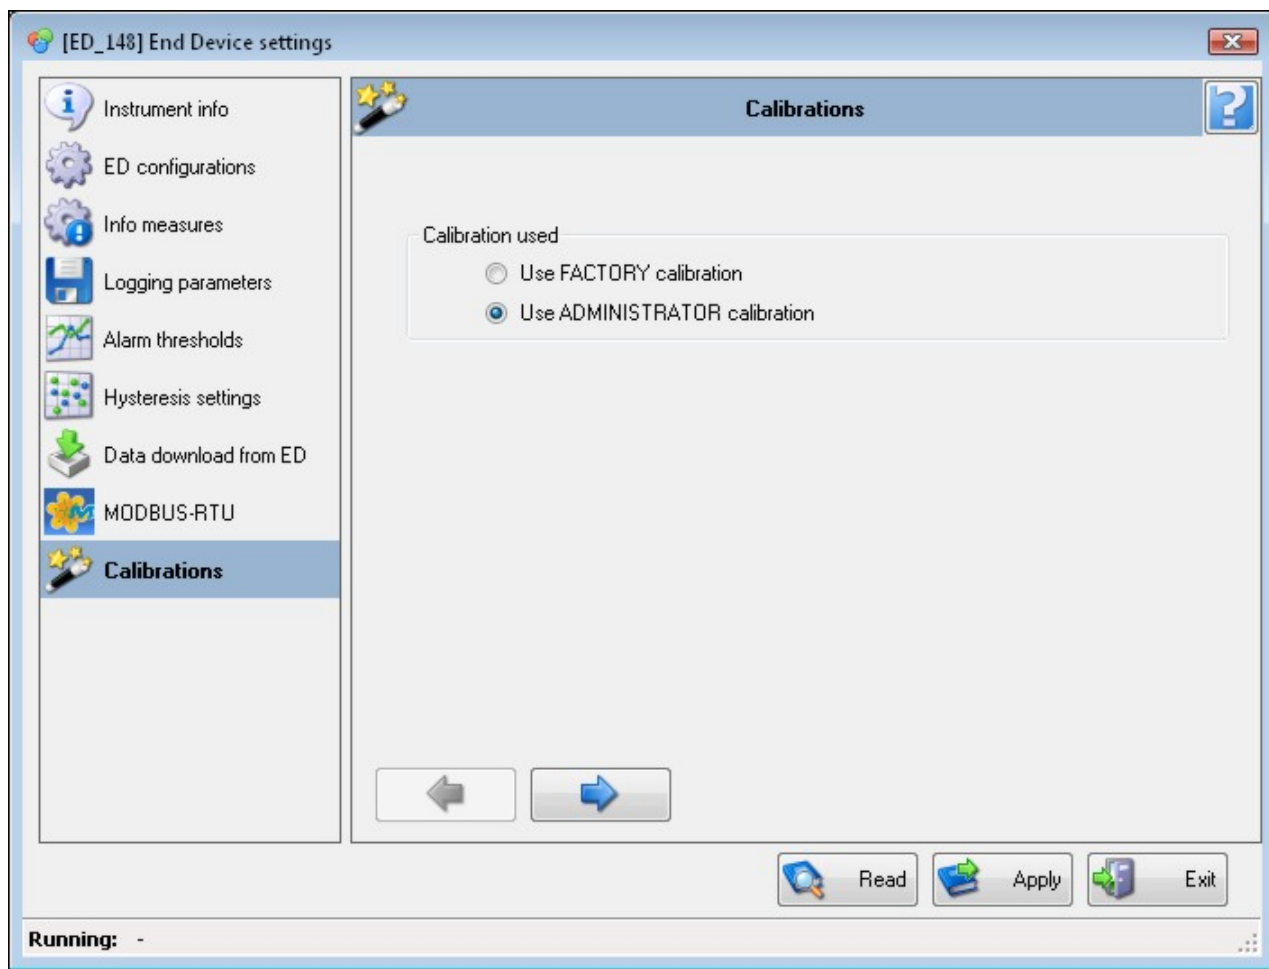 [ED_148] End Device settings
Instrument info
ED configurations
Info measures
Logging parameters
Alarm thresholds
Hysteresis settings
Data download from ED
MODBUS-RTU
Calibrations
Calibrations
Calibration used
Use FACTORY calibration
Use ADMINISTRATOR calibration
Read
Apply
Exit
Running: -